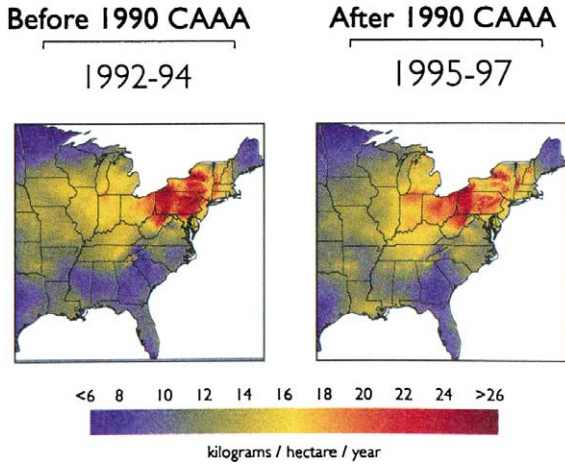 Before 1990 CAAA
After 1990 CAAA
1992-94
1995-97
<6 8 10 12 14 16 18 20 22 24 >26
kilograms / hectare / year